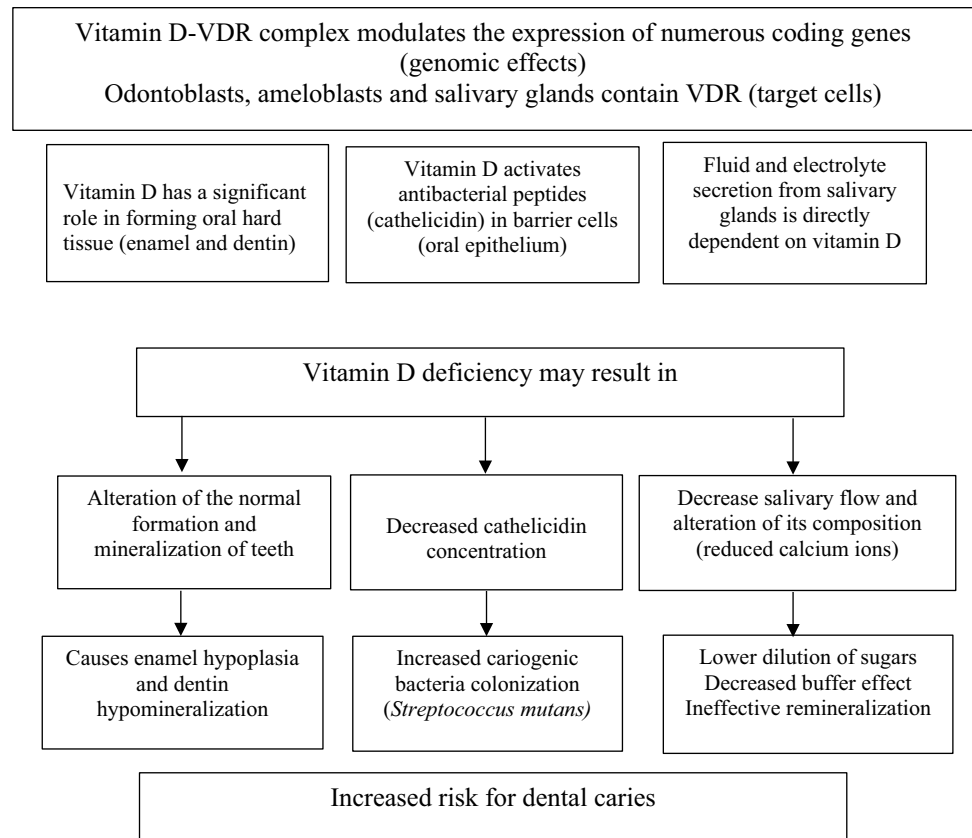 Vitamin D-VDR complex modulates the expression of numerous coding genes
(genomic effects)
Odontoblasts, ameloblasts and salivary glands contain VDR (target cells)
Vitamin D has a significant
role in forming oral hard
tissue (enamel and dentin)
Vitamin D activates
antibacterial peptides
(cathelicidin) in barrier cells
(oral epithelium)
Fluid and electrolyte
secretion from salivary
glands is directly
dependent on vitamin D
Vitamin D deficiency may result in
Alteration of the normal
formation and
mineralization of teeth
Decreased cathelicidin
concentration
Decrease salivary flow and
alteration of its composition
(reduced calcium ions)
Causes enamel hypoplasia
and dentin
hypomineralization
Increased cariogenic
bacteria colonization
(Streptococcus mutans)
Lower dilution of sugars
Decreased buffer effect
Ineffective remineralization
Increased risk for dental caries